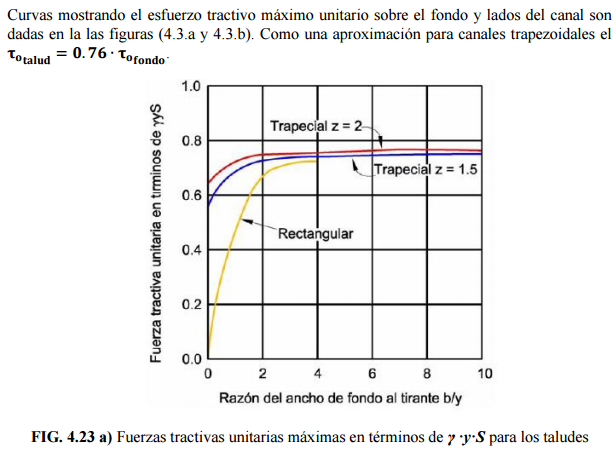 Curvas mostrando el esfuerzo tractivo máximo unitario sobre el fondo y lados del canal son
dadas en la las figuras (4.3.a y 4.3.b). Como una aproximación para canales trapezoidales el
τ₀ₜₐₗᵤd = 0.76 · τ₀fondo.
1.0
Trapecial z = 2
0.8
Trapecial z = 1.5
0.6
Rectangular
0.4
0.2
0.0
0 2 4 6 8 10
Fuerza tractiva unitaria en tırminos de γyS
Razón del ancho de fondo al tirante b/y
FIG. 4.23 a) Fuerzas tractivas unitarias máximas en términos de γ ·y·S para los taludes